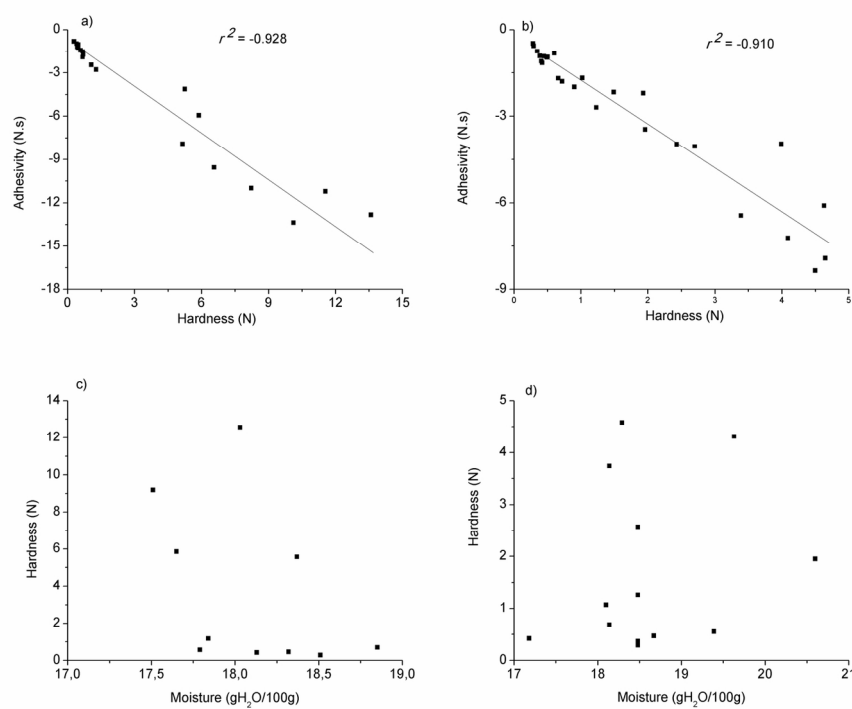 a)
r² = -0.928
0
-3
-6
-9
-12
-15
-18
Adhesivity (N.s)
0 3 6 9 12 15
Hardness (N)
b)
r² = -0.910
0
-3
-6
-9
Adhesivity (N.s)
0 1 2 3 4 5
Hardness (N)
c)
14
12
10
8
6
4
2
0
Hardness (N)
17,0 17,5 18,0 18,5 19,0
Moisture (gH₂O/100g)
d)
5
4
3
2
1
0
Hardness (N)
17 18 19 20 21
Moisture (gH₂O/100g)